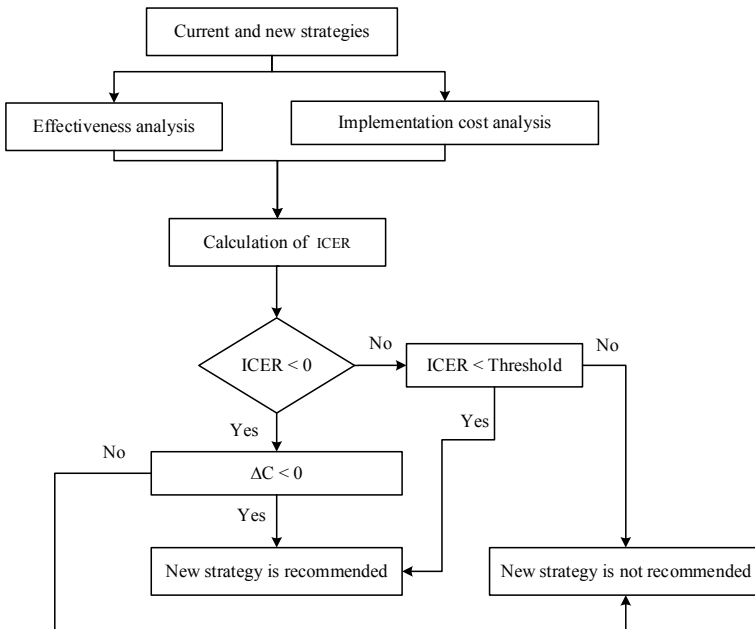 Current and new strategies
Effectiveness analysis
Implementation cost analysis
Calculation of ICER
ICER < 0
No
ICER < Threshold
No
Yes
Yes
No
ΔC < 0
Yes
New strategy is recommended
New strategy is not recommended